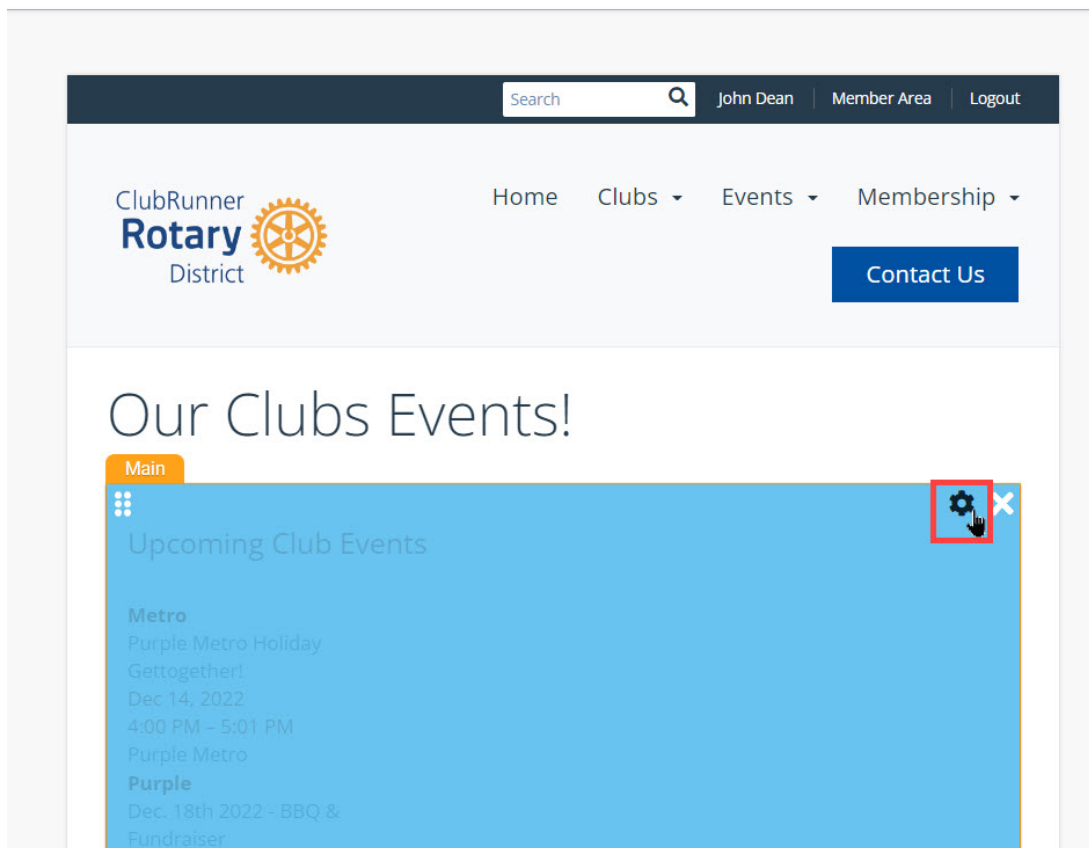 Search John Dean Member Area Logout
ClubRunner
Rotary
District
Home Clubs Events Membership
Contact Us
Our Clubs Events!
Main
Upcoming Club Events
Metro
Purple Metro Holiday
Gettogether!
Dec 14, 2022
4:00 PM – 5:01 PM
Purple Metro
Purple
Dec. 18th 2022 - BBQ &
Fundraiser